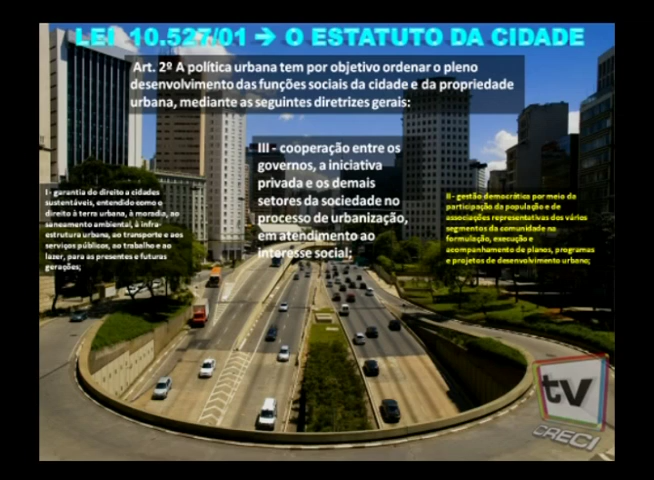 LEI 10.527/01 → O ESTATUTO DA CIDADE
Art. 2º A política urbana tem por objetivo ordenar o pleno
desenvolvimento das funções sociais da cidade e da propriedade
urbana, mediante as seguintes diretrizes gerais:
I - garantia do direito a cidades
sustentáveis, entendido como o
direito à terra urbana, à moradia, ao
saneamento ambiental, à infra-
estrutura urbana, ao transporte e aos
serviços públicos, ao trabalho e ao
lazer, para as presentes e futuras
gerações;
II - gestão democrática por meio da
participação da população e de
associações representativas dos vários
segmentos da comunidade na
formulação, execução e
acompanhamento de planos, programas
e projetos de desenvolvimento urbano;
III - cooperação entre os
governos, a iniciativa
privada e os demais
setores da sociedade no
processo de urbanização,
em atendimento ao
interesse social;
tv
CRECI